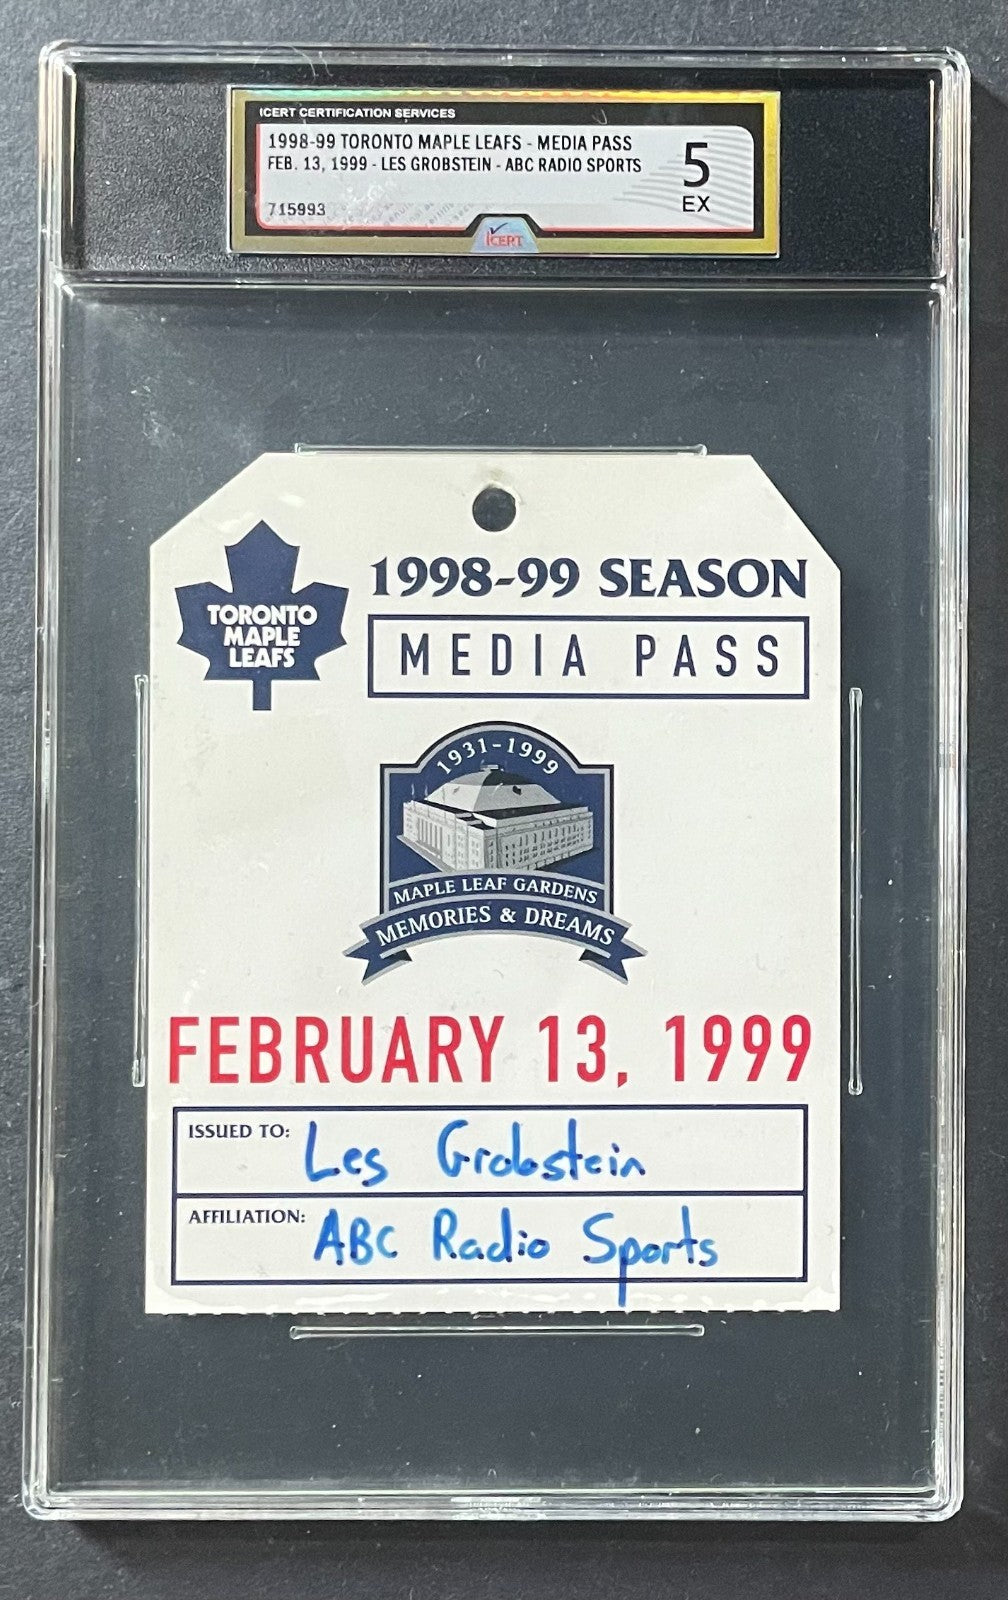 ICERT CERTIFICATION SERVICES
1998-99 TORONTO MAPLE LEAFS - MEDIA PASS
FEB. 13, 1999 - LES GROBSTEIN - ABC RADIO SPORTS
5
EX
715993
ICERT
TORONTO
MAPLE
LEAFS
1998-99 SEASON
MEDIA PASS
1931-1999
MAPLE LEAF GARDENS
MEMORIES & DREAMS
FEBRUARY 13, 1999
ISSUED TO: Les Grobstein
AFFILIATION: ABC Radio Sports